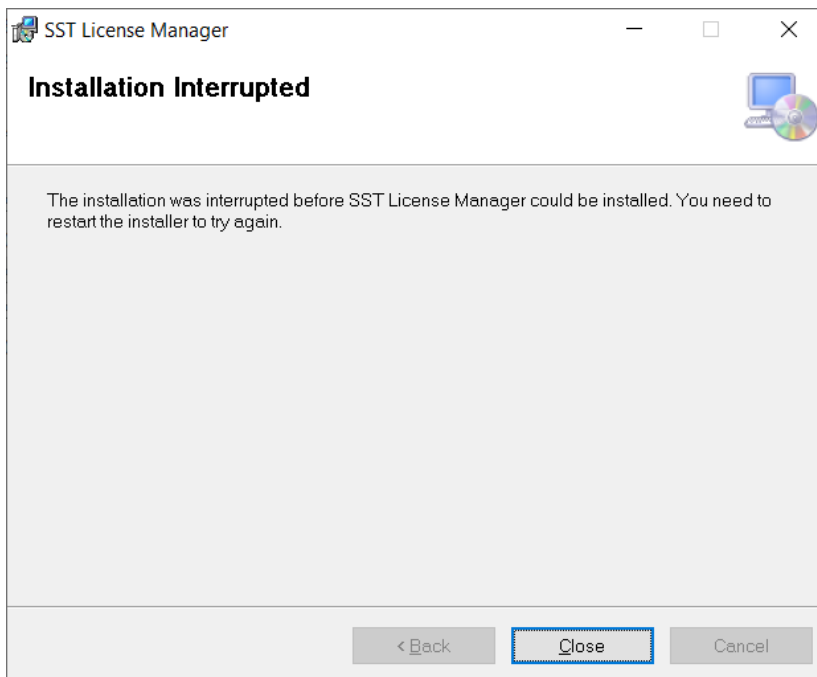 SST License Manager
Installation Interrupted
The installation was interrupted before SST License Manager could be installed. You need to
restart the installer to try again.
< Back
Close
Cancel